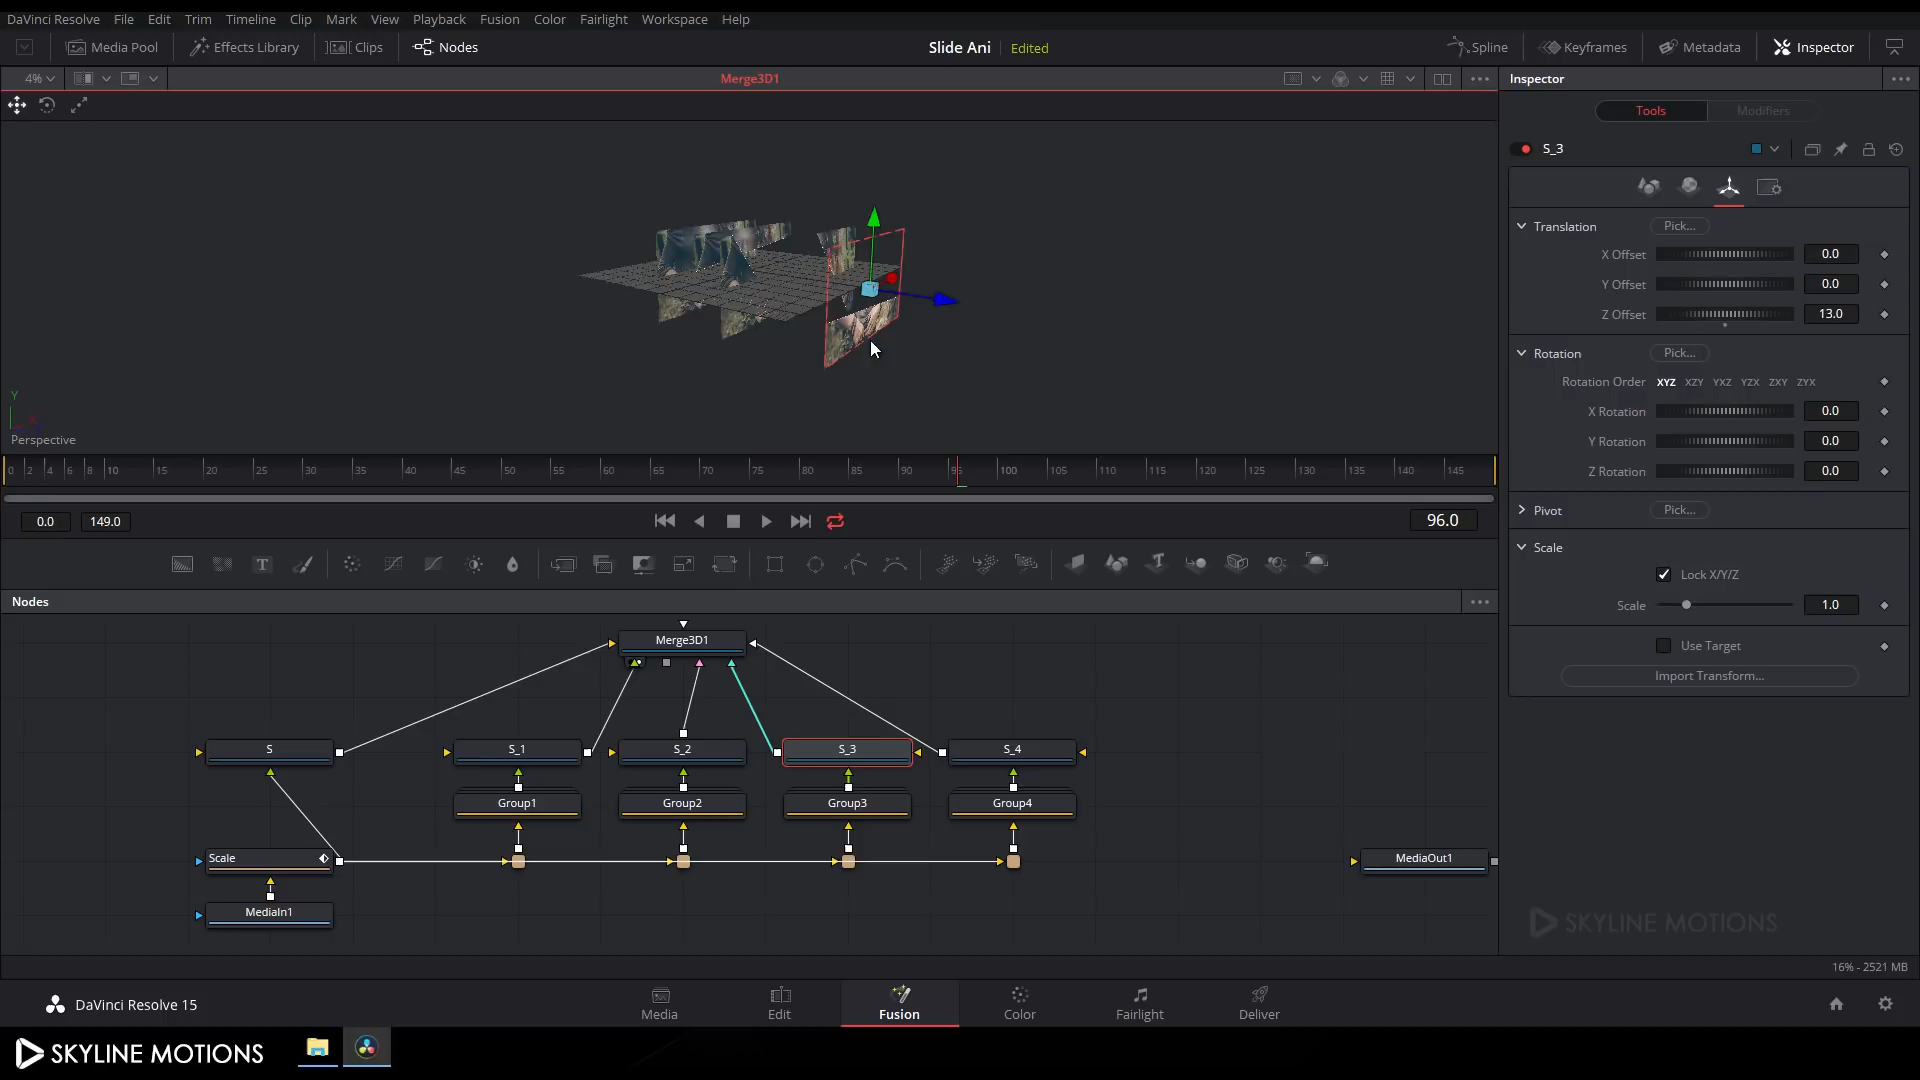 DaVinci Resolve File Edit Trim Timeline Clip Mark View Playback Fusion Color Fairlight Workspace Help
Media Pool Effects Library Clips Nodes Slide Ani Edited Spline Keyframes Metadata Inspector
4% Merge3D1 Inspector
Tools Modifiers
S_3
Translation Pick...
X Offset 0.0
Y Offset 0.0
Z Offset 13.0
Rotation Pick...
Rotation Order XYZ XZY YXZ YZX ZXY ZYX
X Rotation 0.0
Y Rotation 0.0
Z Rotation 0.0
Pivot Pick...
Scale
Lock X/Y/Z
Scale 1.0
Use Target
Import Transform...
Y
X
Perspective
0 2 4 6 8 10 15 20 25 30 35 40 45 50 55 60 65 70 75 80 85 90 95 100 105 110 115 120 125 130 135 140 145
0.0 149.0 96.0
T T
Nodes
Merge3D1
S S_1 S_2 S_3 S_4
Group1 Group2 Group3 Group4
Scale MediaOut1
MediaIn1
SKYLINE MOTIONS
16% - 2521 MB
DaVinci Resolve 15 Media Edit Fusion Color Fairlight Deliver
SKYLINE MOTIONS